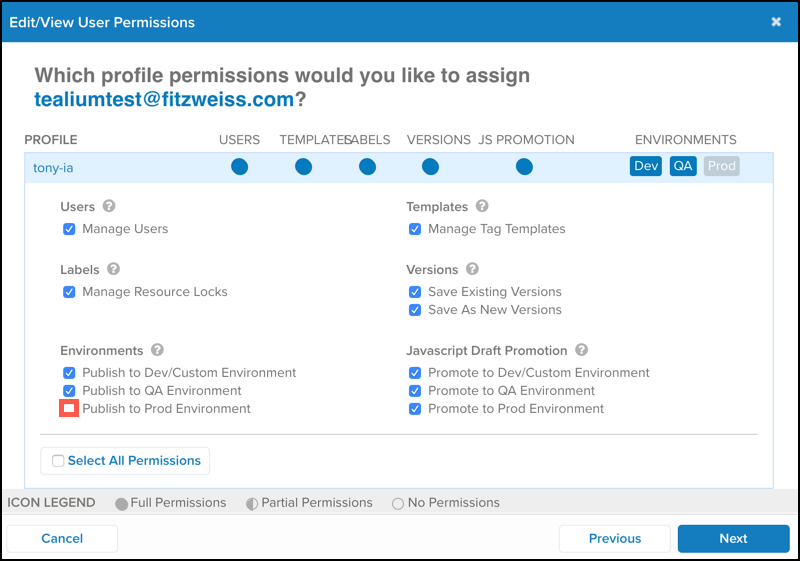 Edit/View User Permissions
Which profile permissions would you like to assign
tealiumtest@fitzweiss.com?
PROFILE USERS TEMPLATES LABELS VERSIONS JS PROMOTION ENVIRONMENTS
tony-ia Dev QA Prod
Users ? Templates ?
Manage Users Manage Tag Templates
Labels ? Versions ?
Manage Resource Locks Save Existing Versions
Save As New Versions
Environments ? Javascript Draft Promotion ?
Publish to Dev/Custom Environment Promote to Dev/Custom Environment
Publish to QA Environment Promote to QA Environment
Publish to Prod Environment Promote to Prod Environment
Select All Permissions
ICON LEGEND Full Permissions Partial Permissions No Permissions
Cancel Previous Next